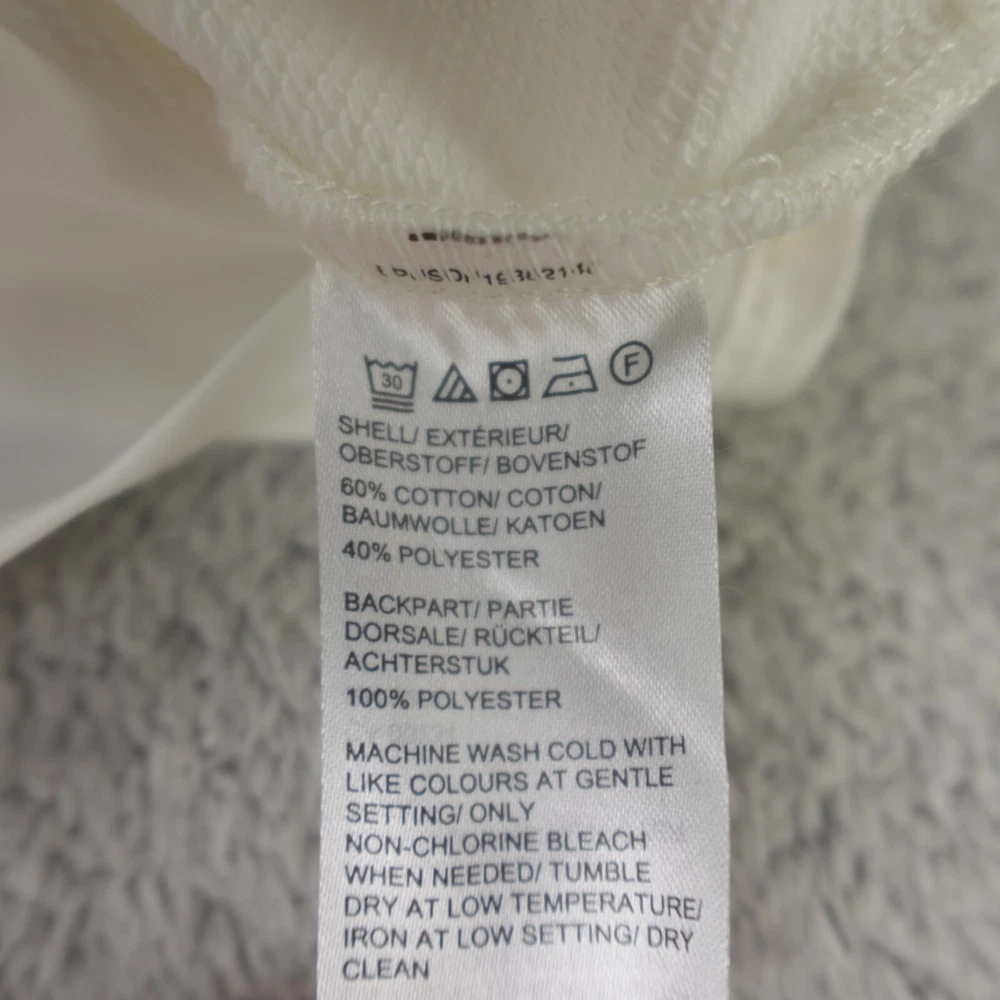 30
F
SHELL/ EXTÉRIEUR/
OBERSTOFF/ BOVENSTOF
60% COTTON/ COTON/
BAUMWOLLE/ KATOEN
40% POLYESTER
BACKPART/ PARTIE
DORSALE/ RÜCKTEIL/
ACHTERSTUK
100% POLYESTER
MACHINE WASH COLD WITH
LIKE COLOURS AT GENTLE
SETTING/ ONLY
NON-CHLORINE BLEACH
WHEN NEEDED/ TUMBLE
DRY AT LOW TEMPERATURE/
IRON AT LOW SETTING/ DRY
CLEAN